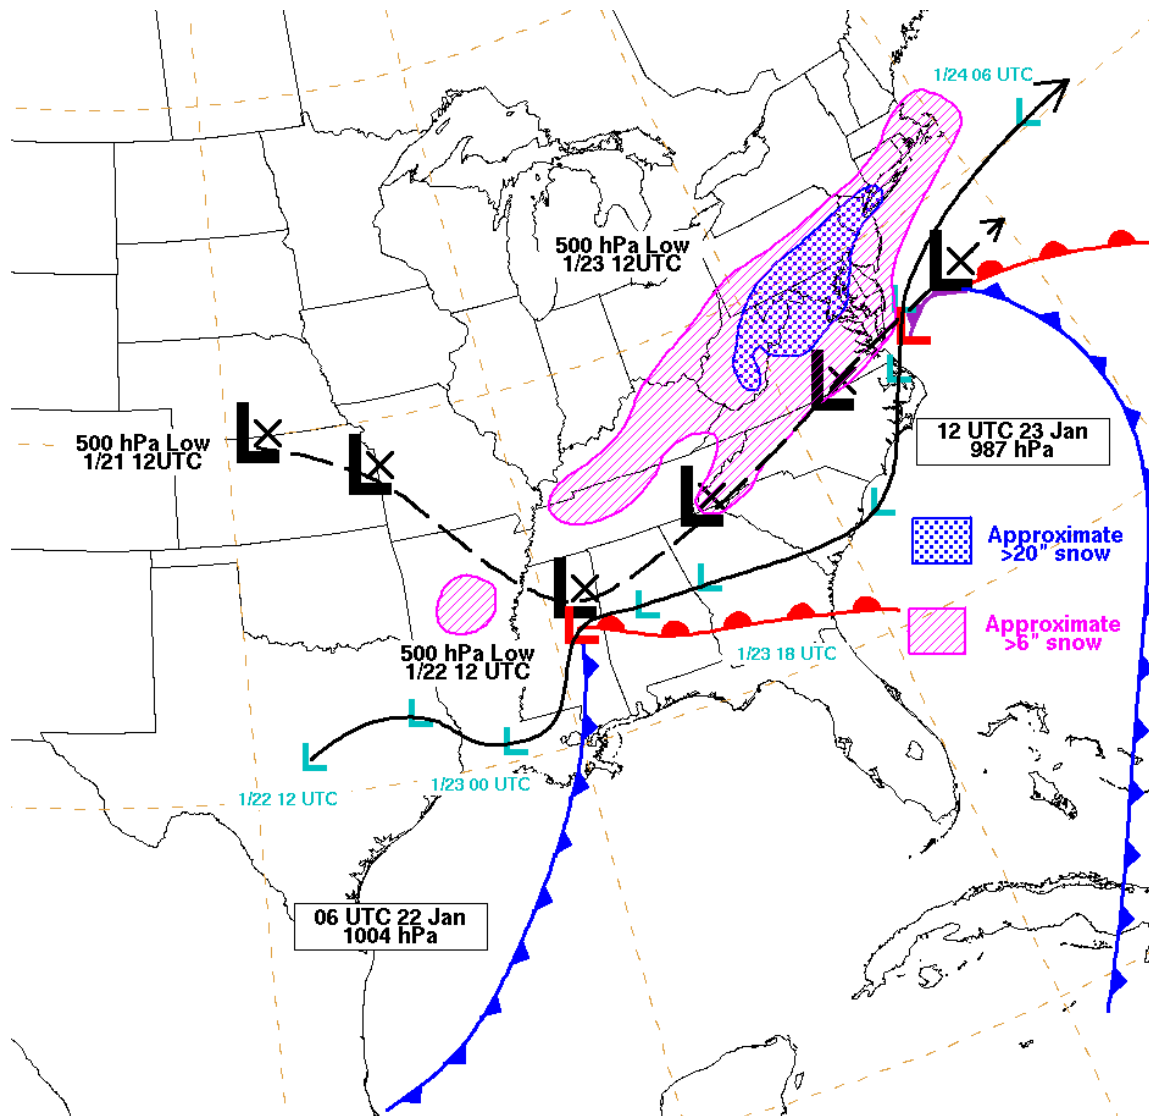 1/24 06 UTC
500 hPa Low
1/23 12UTC
500 hPa Low
1/21 12UTC
12 UTC 23 Jan
987 hPa
Approximate
>20" snow
Approximate
>6" snow
500 hPa Low
1/22 12 UTC
1/23 18 UTC
1/23 00 UTC
1/22 12 UTC
06 UTC 22 Jan
1004 hPa